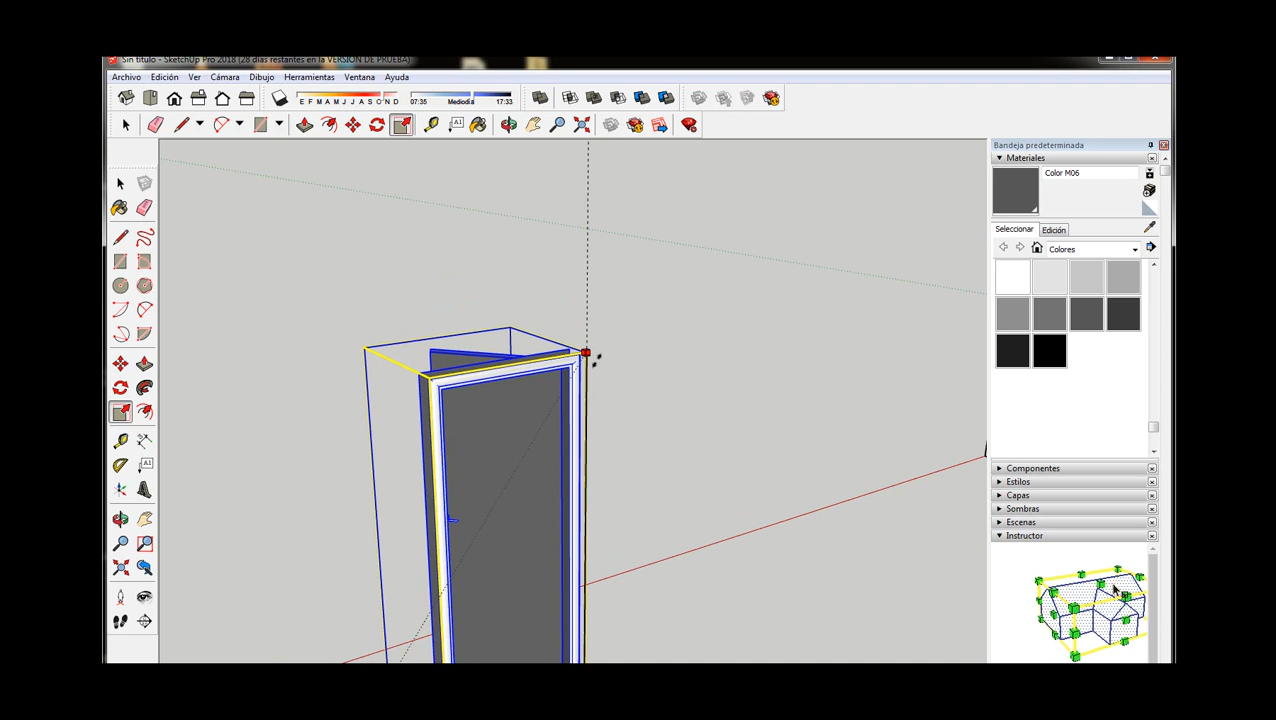 Sin título - SketchUp Pro 2018 (28 días restantes en la VERSIÓN DE PRUEBA)
Archivo Edición Ver Cámara Dibujo Herramientas Ventana Ayuda
E F M A M J J A S O N D 07:35 Mediodía 17:33
A1
Bandeja predeterminada
Materiales
Color M06
Seleccionar Edición
Colores
A1
Componentes
Estilos
Capas
Sombras
Escenas
Instructor